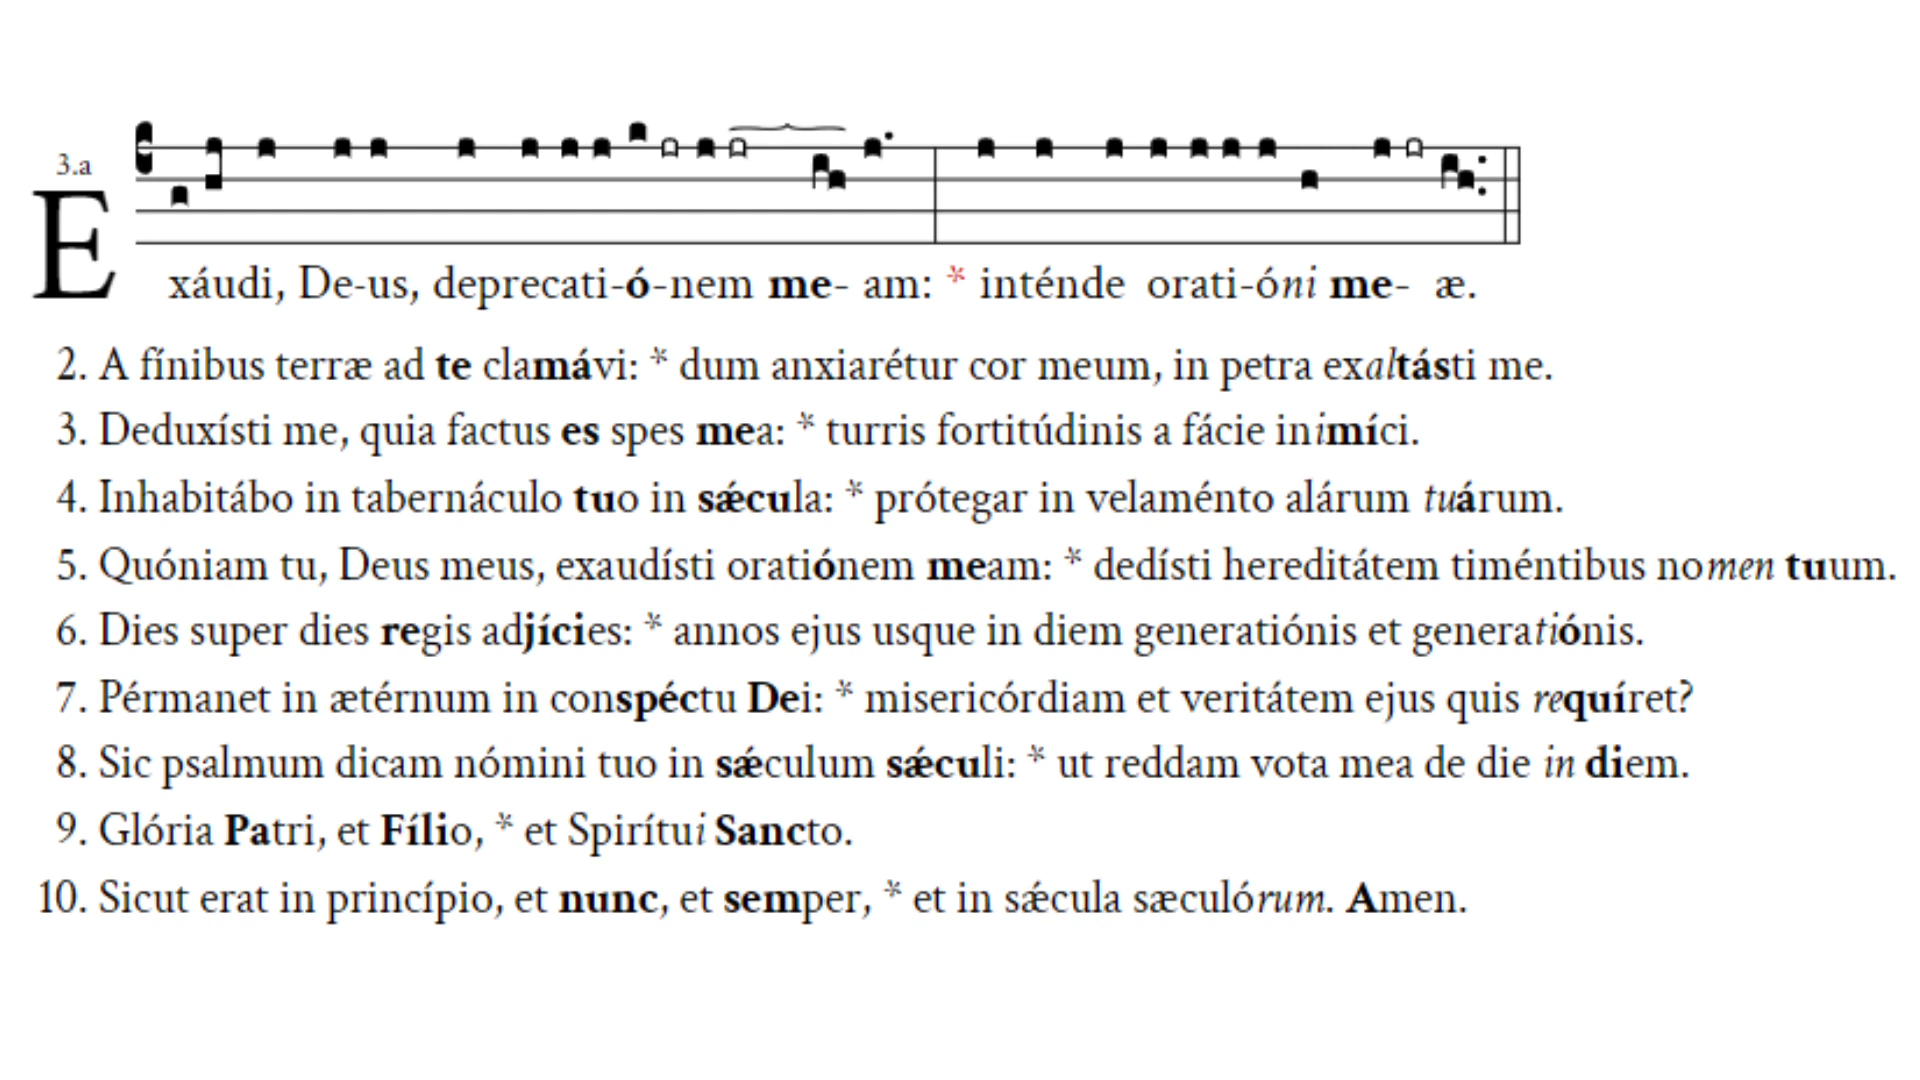 3.a
Exáudi, De-us, deprecati-ó-nem me- am: * inténde orati-óni me- æ.
2. A fínibus terræ ad te clamávi: * dum anxiarétur cor meum, in petra exaltásti me.
3. Deduxísti me, quia factus es spes mea: * turris fortitúdinis a fácie inimíci.
4. Inhabitábo in tabernáculo tuo in sǽcula: * prótegar in velaménto alárum tuárum.
5. Quóniam tu, Deus meus, exaudísti oratiónem meam: * dedísti hereditátem timéntibus nomen tuum.
6. Dies super dies regis adjícies: * annos ejus usque in diem generatiónis et generatiónis.
7. Pérmanet in ætérnum in conspéctu Dei: * misericórdiam et veritátem ejus quis requíret?
8. Sic psalmum dicam nómini tuo in sǽculum sǽculi: * ut reddam vota mea de die in diem.
9. Glória Patri, et Fílio, * et Spirítui Sancto.
10. Sicut erat in princípio, et nunc, et semper, * et in sǽcula sæculórum. Amen.